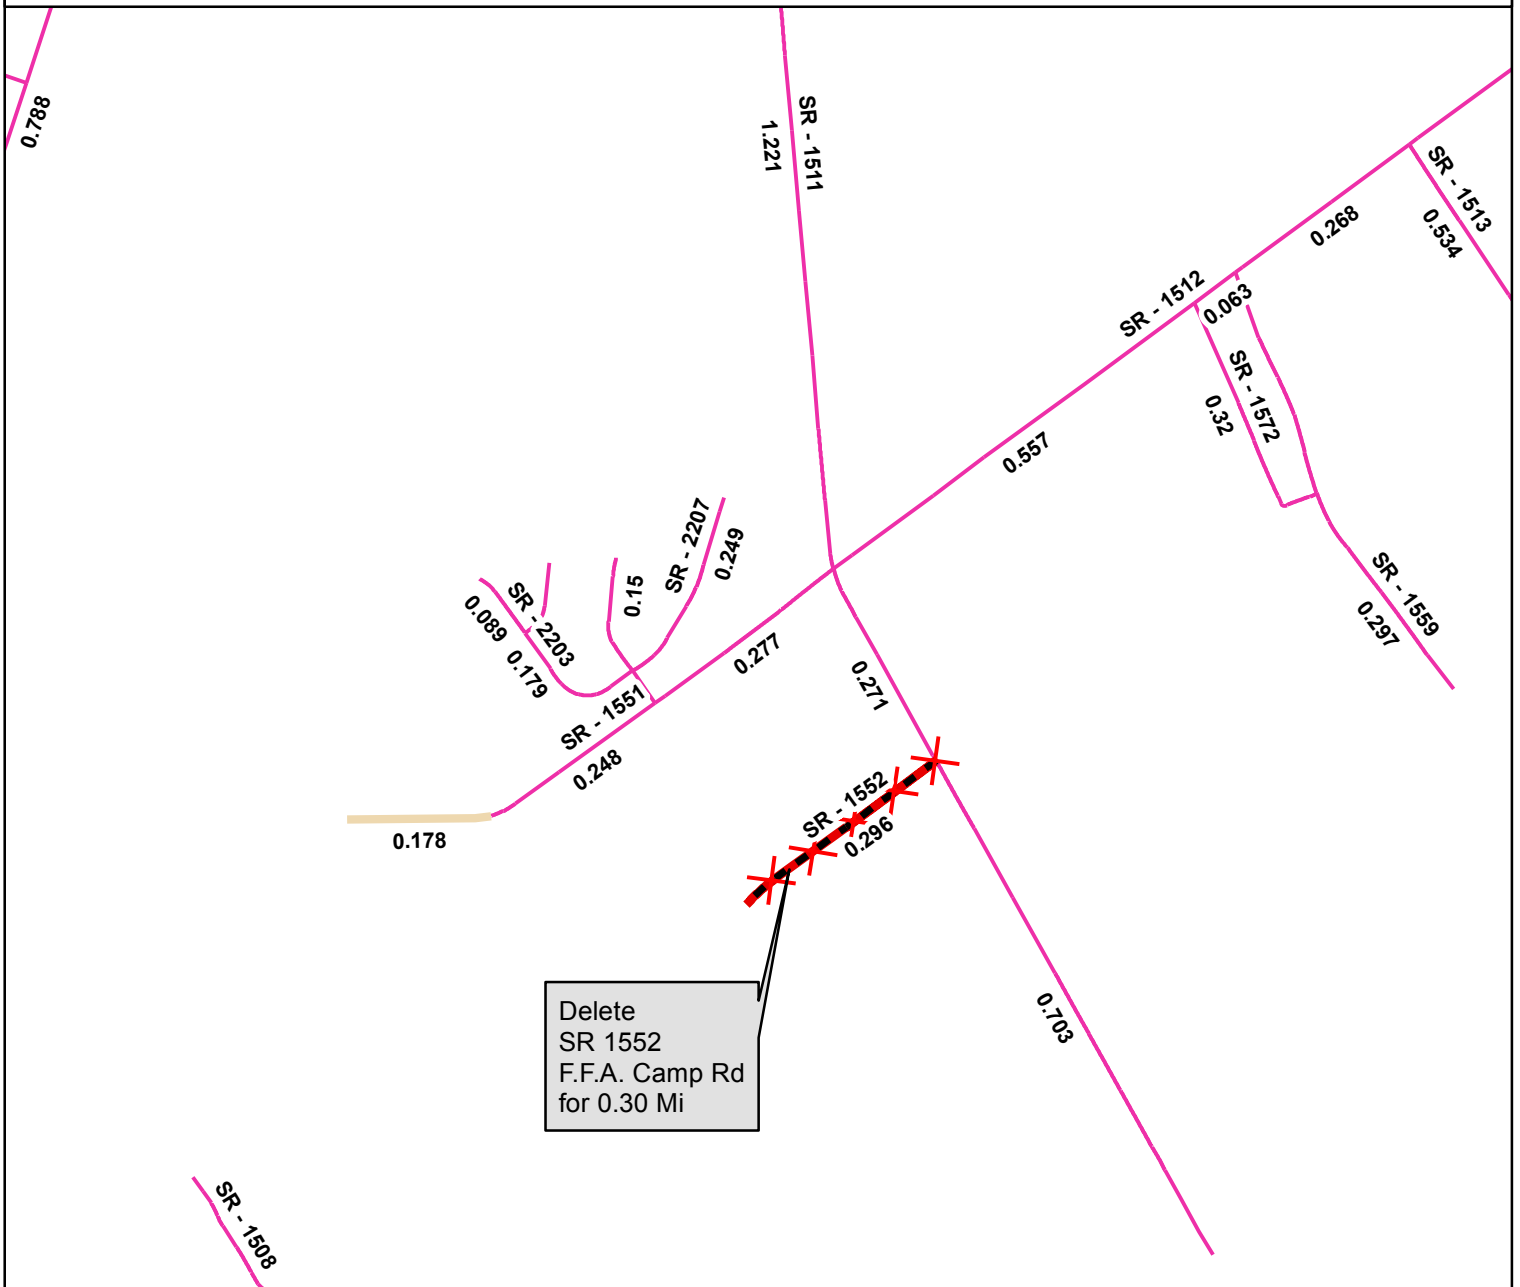 0.788
SR - 1511
1.221
SR - 1513
0.534
0.268
SR - 1512
0.063
SR - 1572
0.32
0.557
SR - 2207
0.249
0.15
SR - 2203
0.089
0.179
SR - 1559
0.297
0.277
0.271
SR - 1551
0.248
0.178
SR - 1552
0.296
Delete
SR 1552
F.F.A. Camp Rd
for 0.30 Mi
0.703
SR - 1508